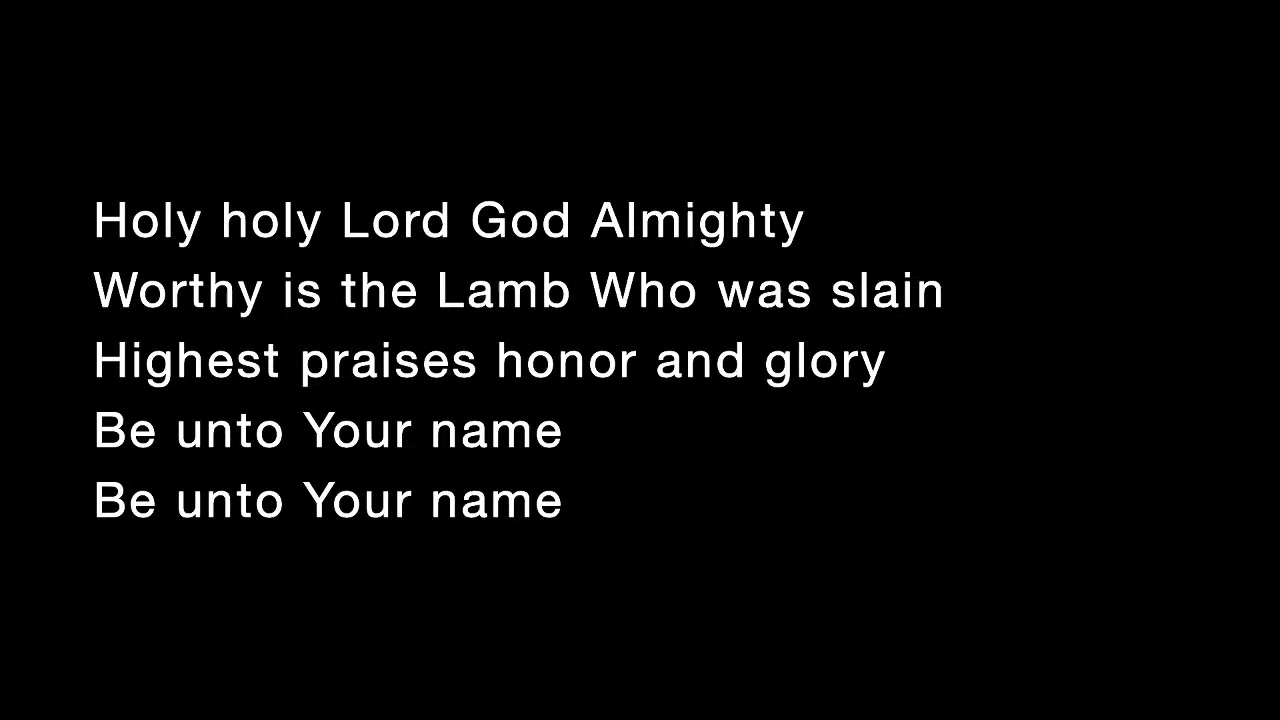 Holy holy Lord God Almighty
Worthy is the Lamb Who was slain
Highest praises honor and glory
Be unto Your name
Be unto Your name